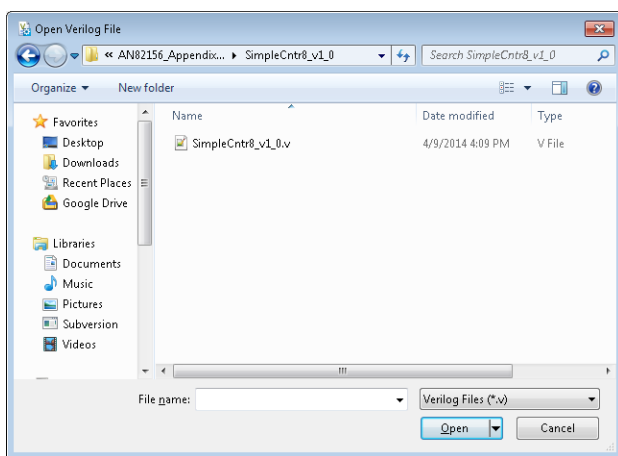 Open Verilog File
« AN82156_Appendix... SimpleCntr8_v1_0 Search SimpleCntr8_v1_0
Organize New folder
Name Date modified Type
Favorites
Desktop
Downloads
Recent Places
Google Drive
SimpleCntr8_v1_0.v 4/9/2014 4:09 PM V File
Libraries
Documents
Music
Pictures
Subversion
Videos
File name: Verilog Files (*.v)
Open Cancel